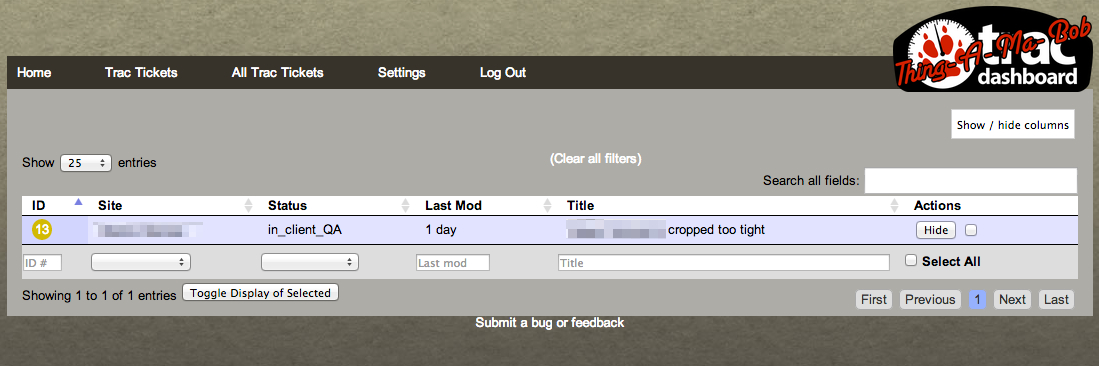 Thing-A-Ma-Bob
trac
dashboard
Home Trac Tickets All Trac Tickets Settings Log Out
Show / hide columns
Show 25 entries
(Clear all filters)
Search all fields:
ID Site Status Last Mod Title Actions
13 in_client_QA 1 day cropped too tight Hide
ID # Last mod Title Select All
Showing 1 to 1 of 1 entries Toggle Display of Selected
First Previous 1 Next Last
Submit a bug or feedback